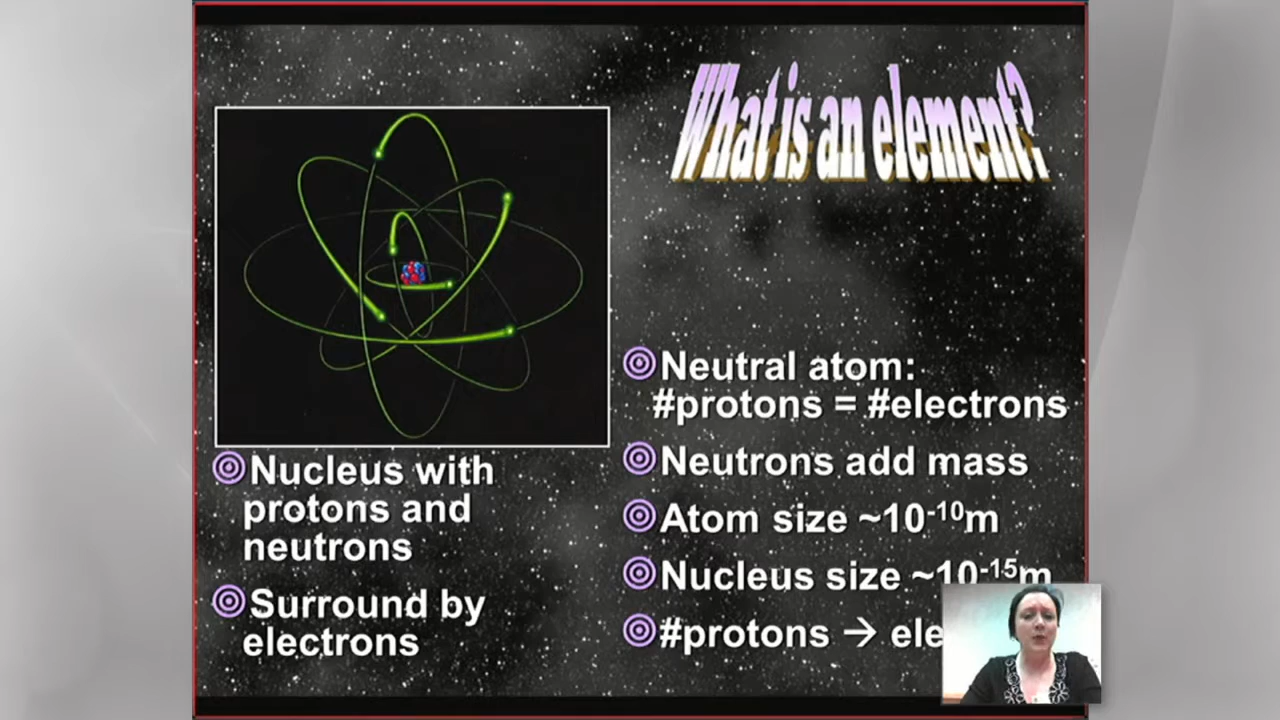 What is an element?
Nucleus with
protons and
neutrons
Surround by
electrons
Neutral atom:
#protons = #electrons
Neutrons add mass
Atom size ~10⁻¹⁰m
Nucleus size ~10⁻¹⁵m
#protons →